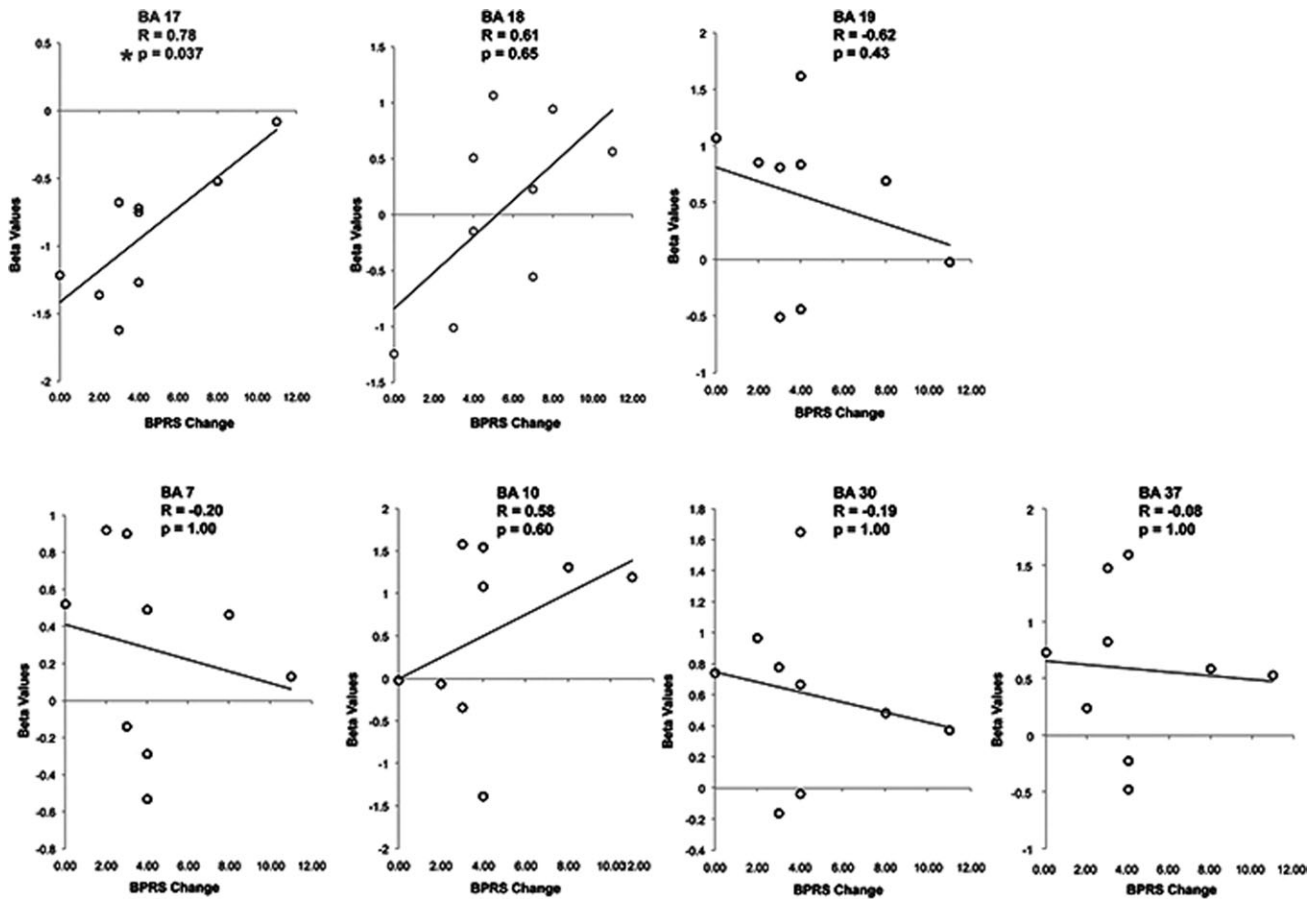 BA 17
R = 0.78
* p = 0.037
0.5
0
-0.5
-1
-1.5
-2
Beta Values
0.00 2.00 4.00 6.00 8.00 10.00 12.00
BPRS Change
BA 18
R = 0.61
p = 0.65
1.5
1
0.5
0
-0.5
-1
-1.5
Beta Values
0.00 2.00 4.00 6.00 8.00 10.00 12.00
BPRS Change
BA 19
R = -0.62
p = 0.43
2
1.5
1
0.5
0
-0.5
-1
Beta Values
0.00 2.00 4.00 6.00 8.00 10.00 12.00
BPRS Change
BA 7
R = -0.20
p = 1.00
1
0.8
0.6
0.4
0.2
0
-0.2
-0.4
-0.6
-0.8
Beta Values
0.00 2.00 4.00 6.00 8.00 10.00 12.00
BPRS Change
BA 10
R = 0.58
p = 0.60
2
1.5
1
0.5
0
-0.5
-1
-1.5
-2
Beta Values
0.00 2.00 4.00 6.00 8.00 10.00 12.00
BPRS Change
BA 30
R = -0.19
p = 1.00
1.8
1.6
1.4
1.2
1
0.8
0.6
0.4
0.2
0
-0.2
-0.4
Beta Values
0.00 2.00 4.00 6.00 8.00 10.00 12.00
BPRS Change
BA 37
R = -0.08
p = 1.00
2
1.5
1
0.5
0
-0.5
-1
Beta Values
0.00 2.00 4.00 6.00 8.00 10.00 12.00
BPRS Change